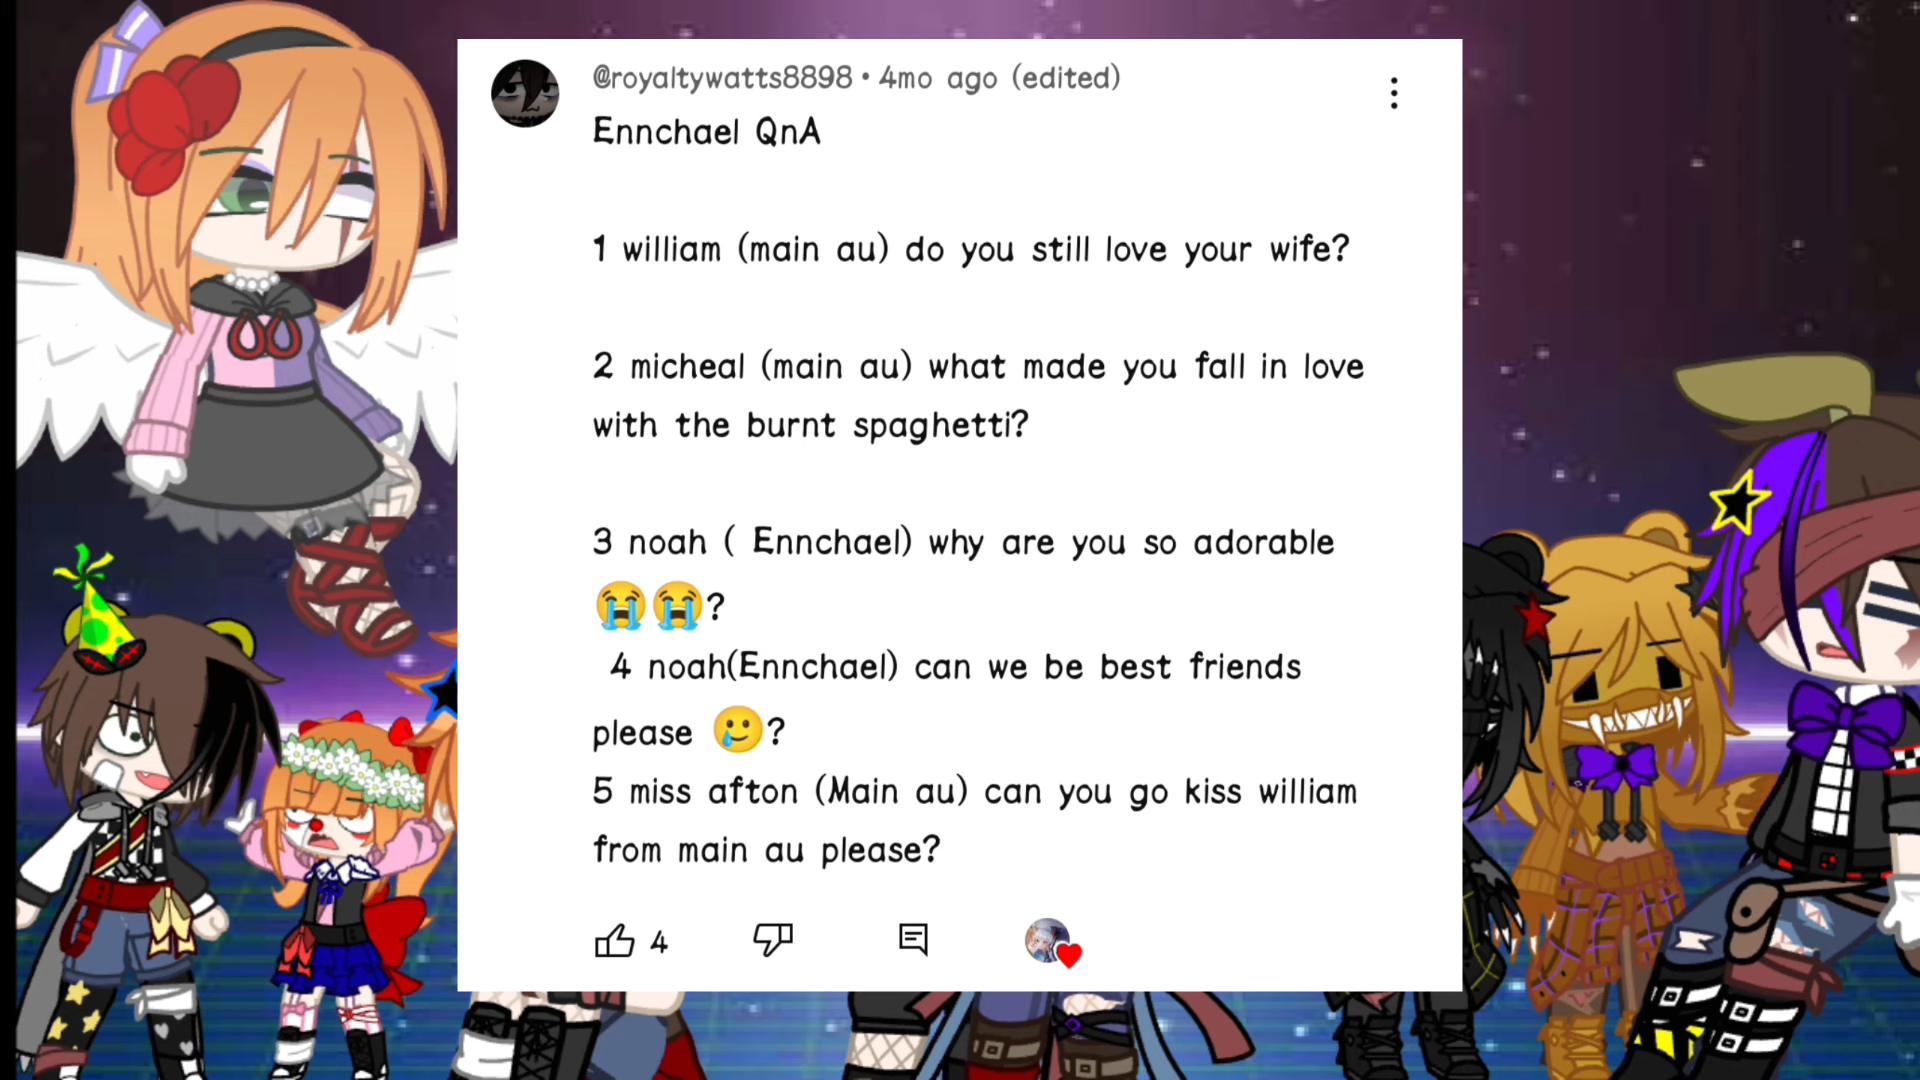 @royaltywatts8898 • 4mo ago (edited)
Ennchael QnA
1 william (main au) do you still love your wife?
2 micheal (main au) what made you fall in love
with the burnt spaghetti?
3 noah ( Ennchael) why are you so adorable
😭😭?
4 noah(Ennchael) can we be best friends
please 🥲?
5 miss afton (Main au) can you go kiss william
from main au please?
4